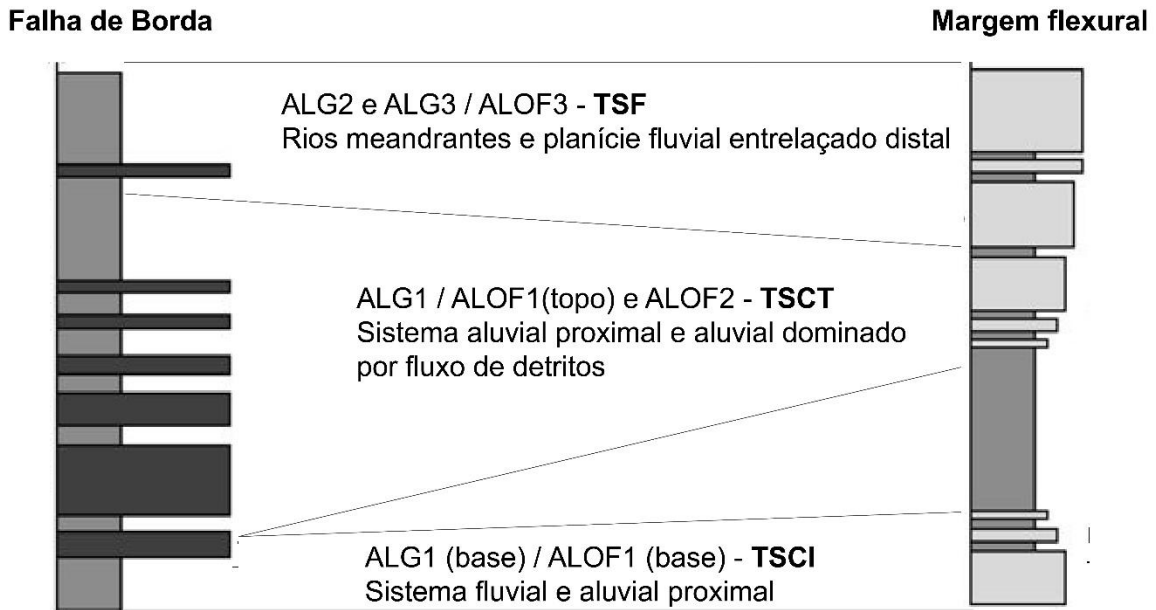 Falha de Borda
Margem flexural
ALG2 e ALG3 / ALOF3 - TSF
Rios meandrantes e planície fluvial entrelaçado distal
ALG1 / ALOF1(topo) e ALOF2 - TSCT
Sistema aluvial proximal e aluvial dominado
por fluxo de detritos
ALG1 (base) / ALOF1 (base) - TSCI
Sistema fluvial e aluvial proximal